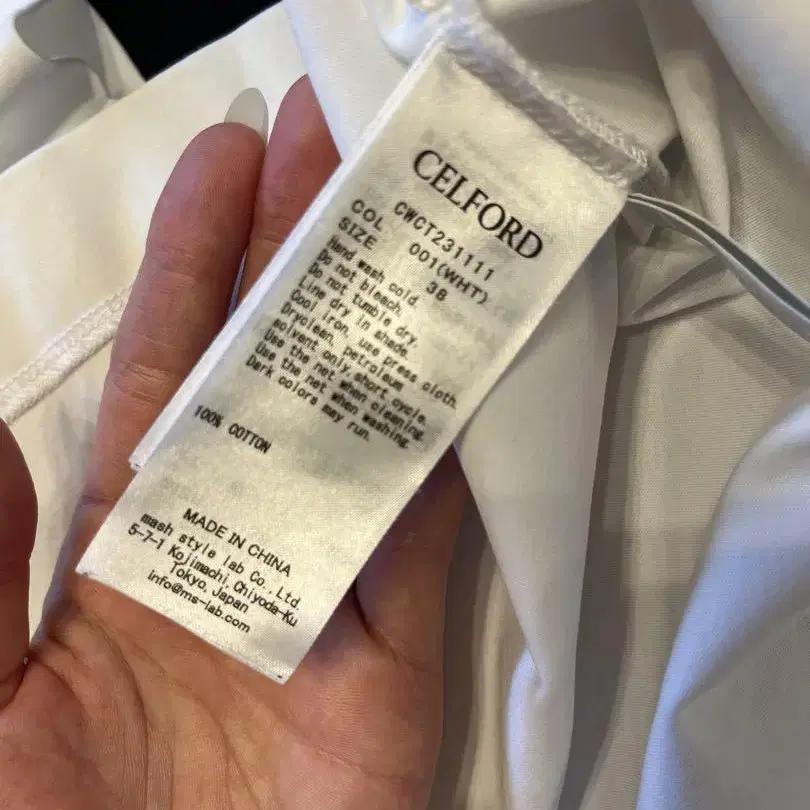 CELFORD
CWCT231111
COL 001(WHT)
SIZE 38
Hand wash cold.
Do not bleach.
Do not tumble dry.
Line dry in shade.
Cool iron, use press cloth.
Dryclean, petroleum
solvent only,short cycle.
Use the net when cleaning.
Use the net when washing.
Dark colors may run.
100% COTTON
MADE IN CHINA
mash style lab Co.,Ltd.
5-7-1 Kojimachi,Chiyoda-Ku
Tokyo,Japan
info@ms-lab.com